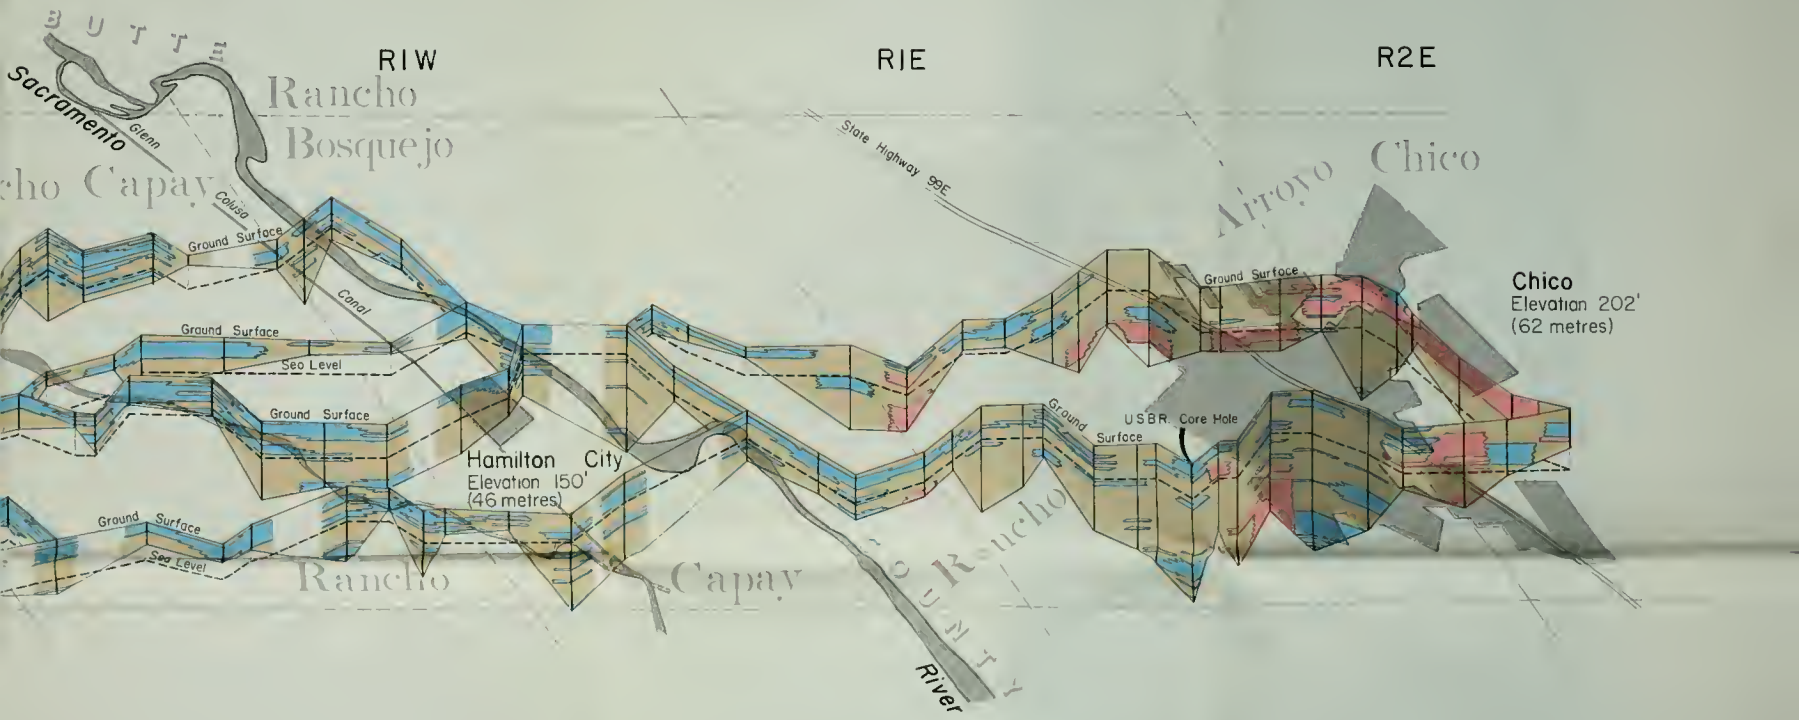 BUTTE
R1W
R1E
R2E
Sacramento
Rancho
Bosquejo
Glenn
State Highway 99E
Arroyo Chico
cho Capay
Colusa
Ground Surface
Canal
Ground Surface
Chico
Elevation 202'
(62 metres)
Ground Surface
Sea Level
Ground Surface
Ground Surface
U.S.B.R. Core Hole
Hamilton City
Elevation 150'
(46 metres)
Ground Surface
Sea Level
Rancho Capay
Rancho
COUNTY
River